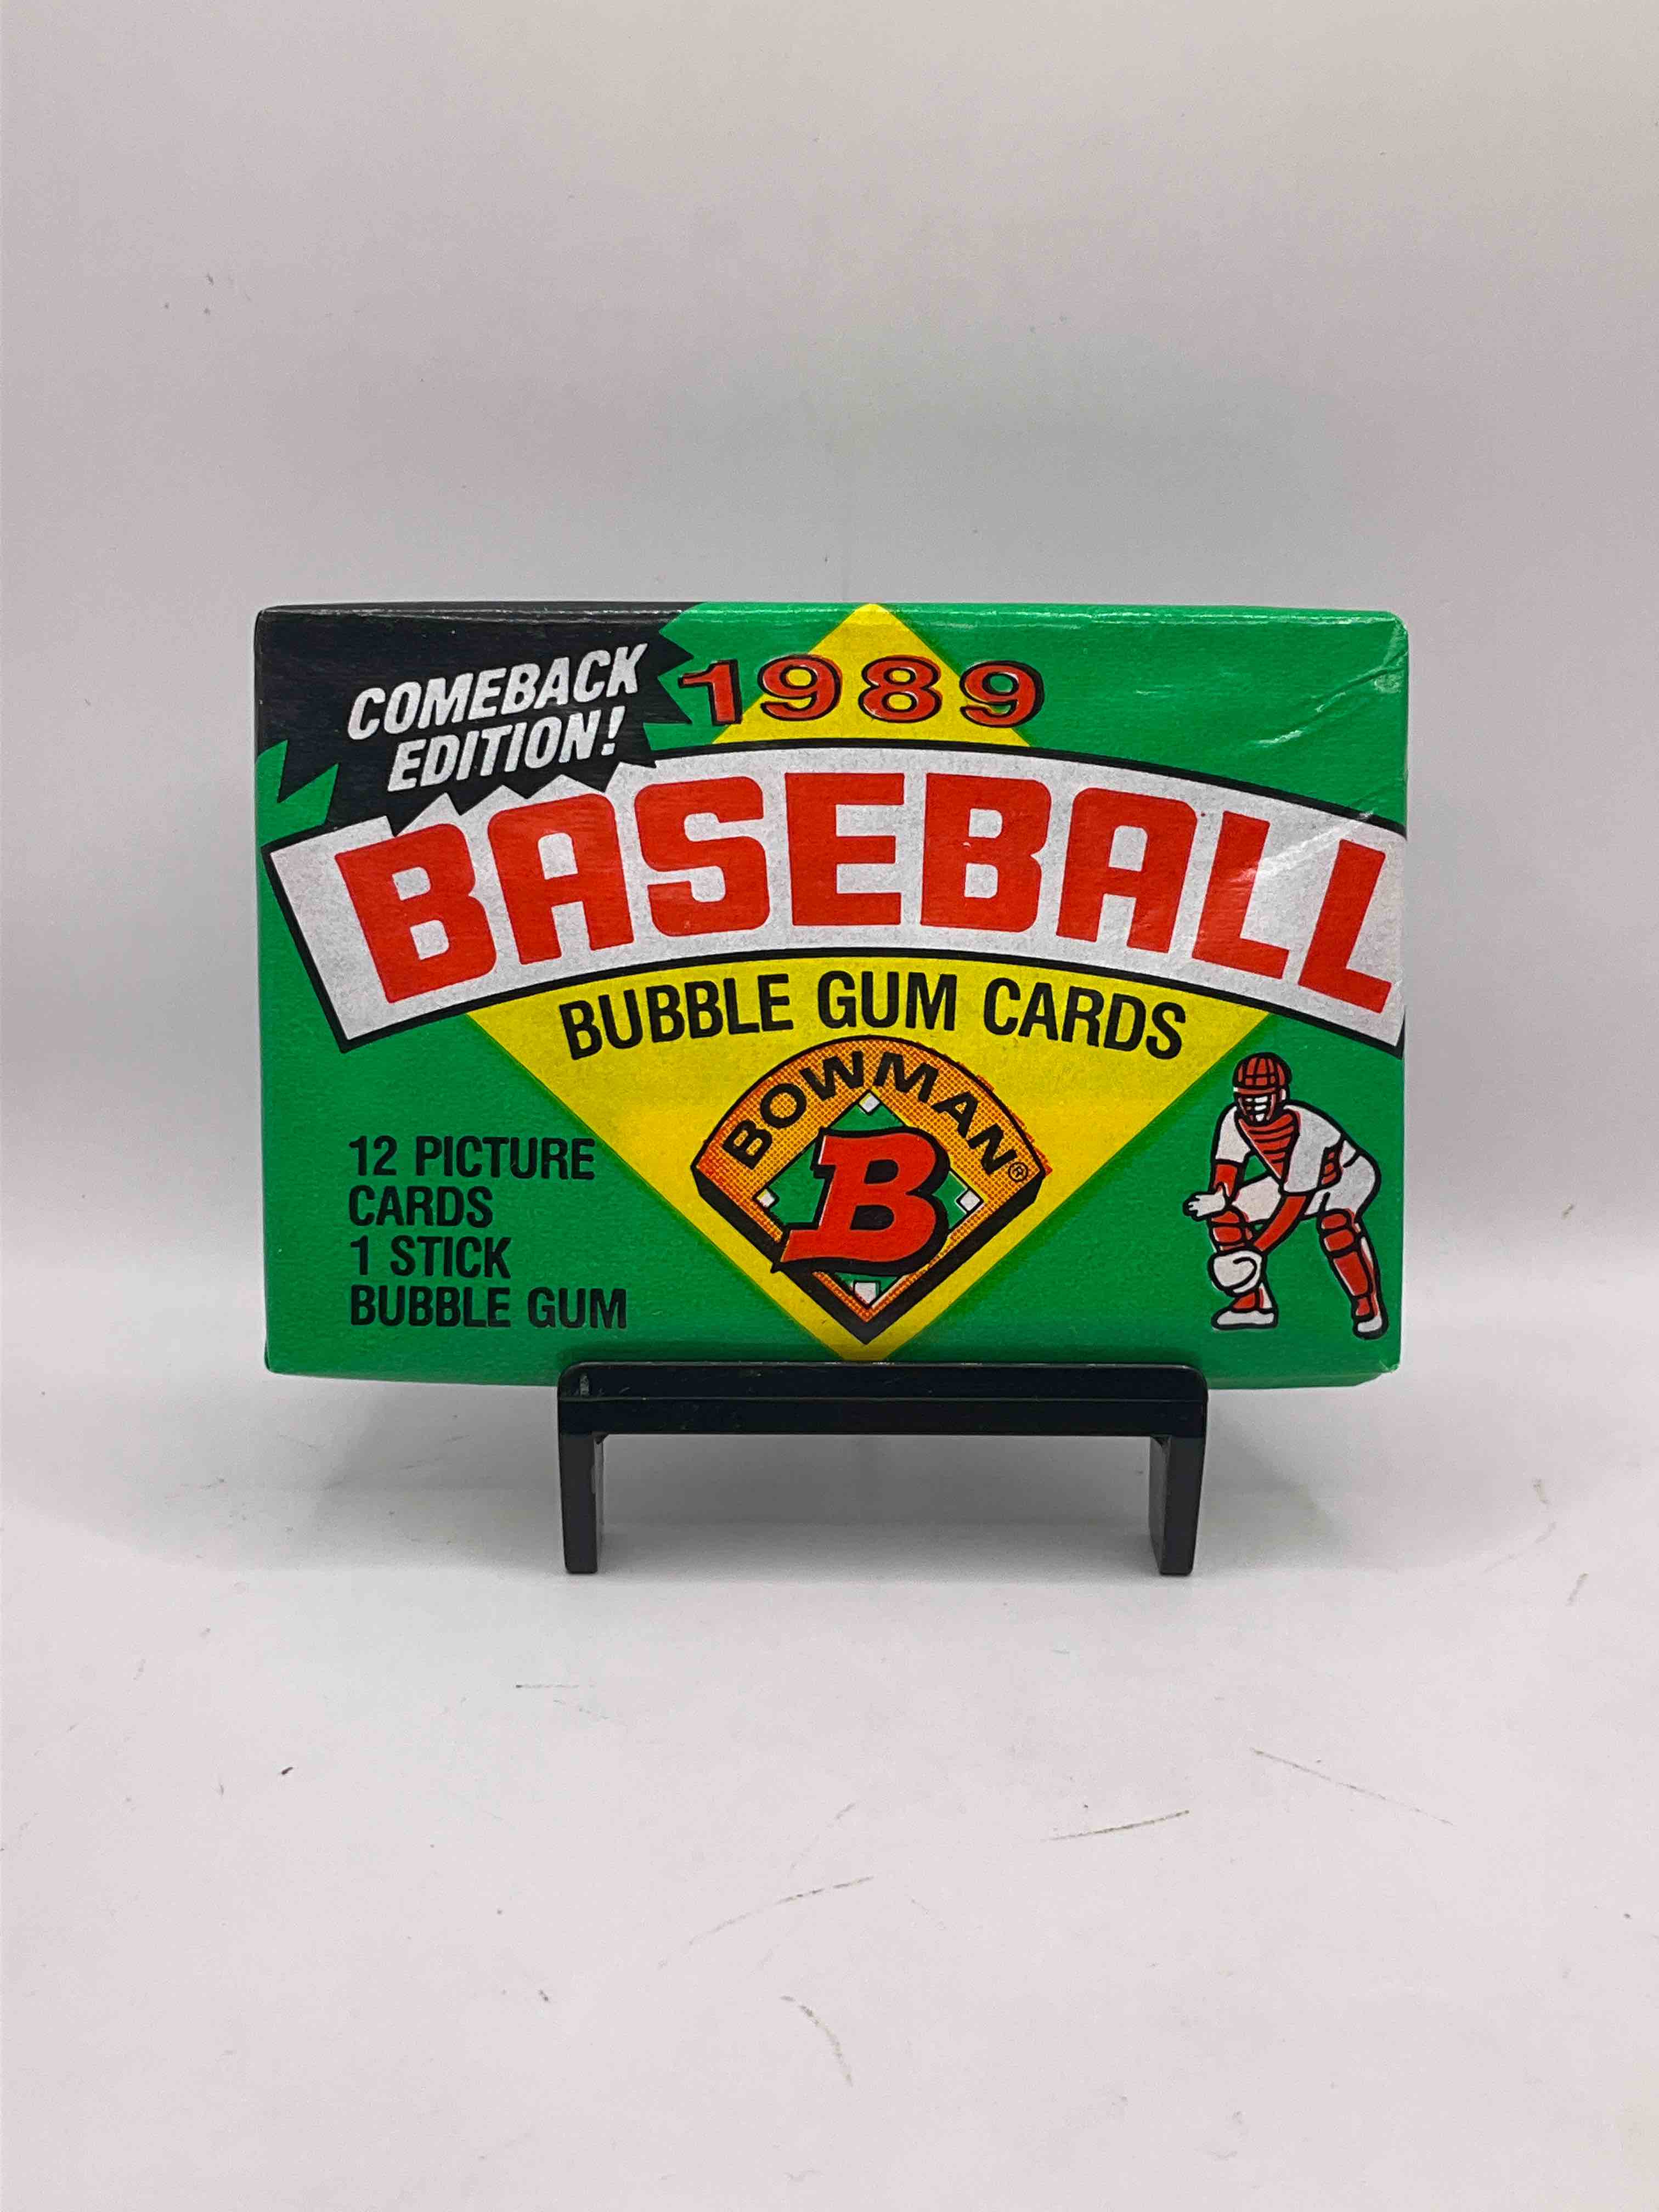 COMEBACK
EDITION!
1989
BASEBALL
BUBBLE GUM CARDS
BOWMAN®
B
12 PICTURE
CARDS
1 STICK
BUBBLE GUM